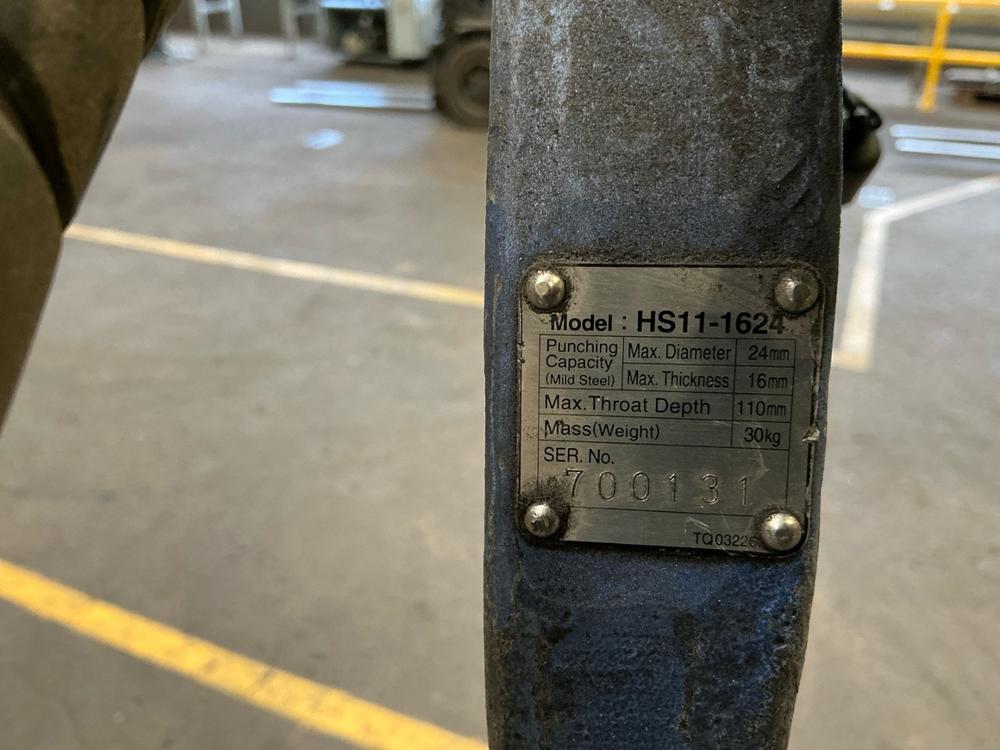 Model : HS11-1624
Punching Capacity (Mild Steel) Max. Diameter 24mm
Max. Thickness 16mm
Max. Throat Depth 110mm
Mass(Weight) 30kg
SER. No.
700131